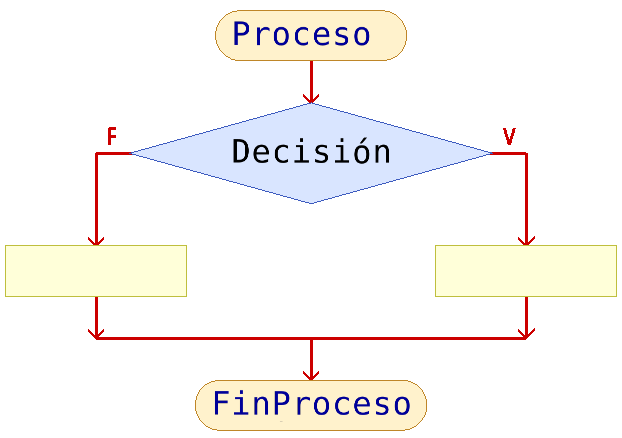 Proceso
F
V
Decisión
FinProceso